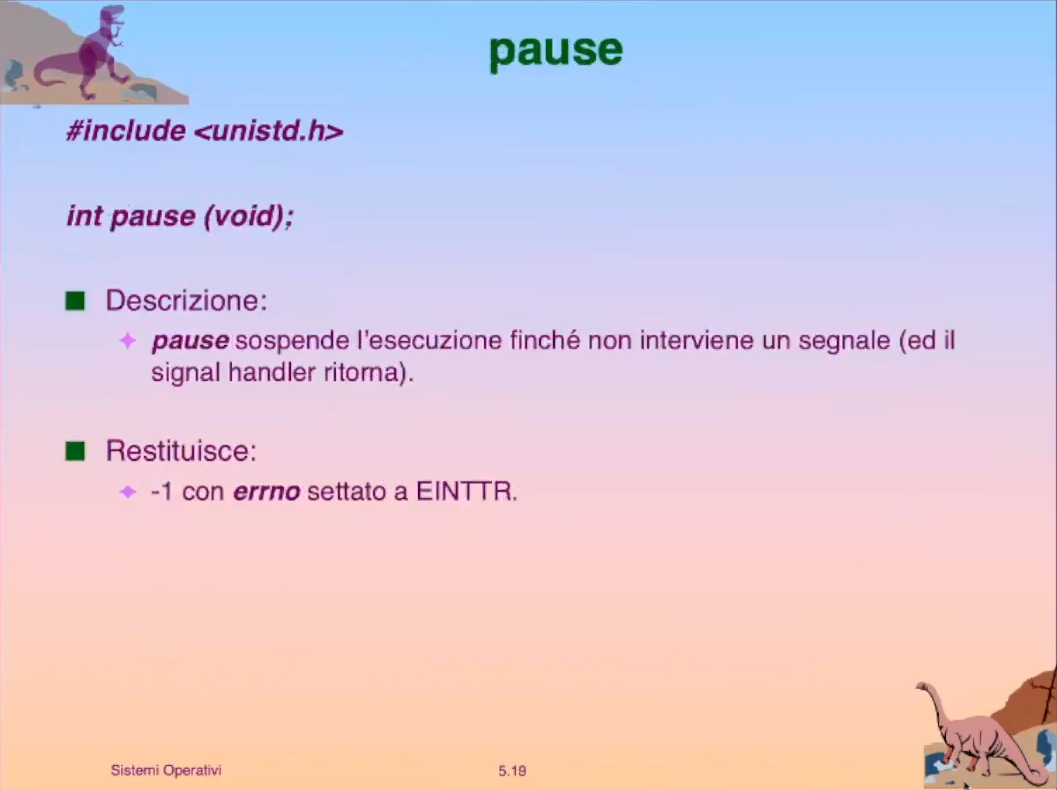 pause
#include <unistd.h>
int pause (void);
Descrizione:
pause sospende l'esecuzione finché non interviene un segnale (ed il
signal handler ritorna).
Restituisce:
-1 con errno settato a EINTTR.
Sistemi Operativi
5.19